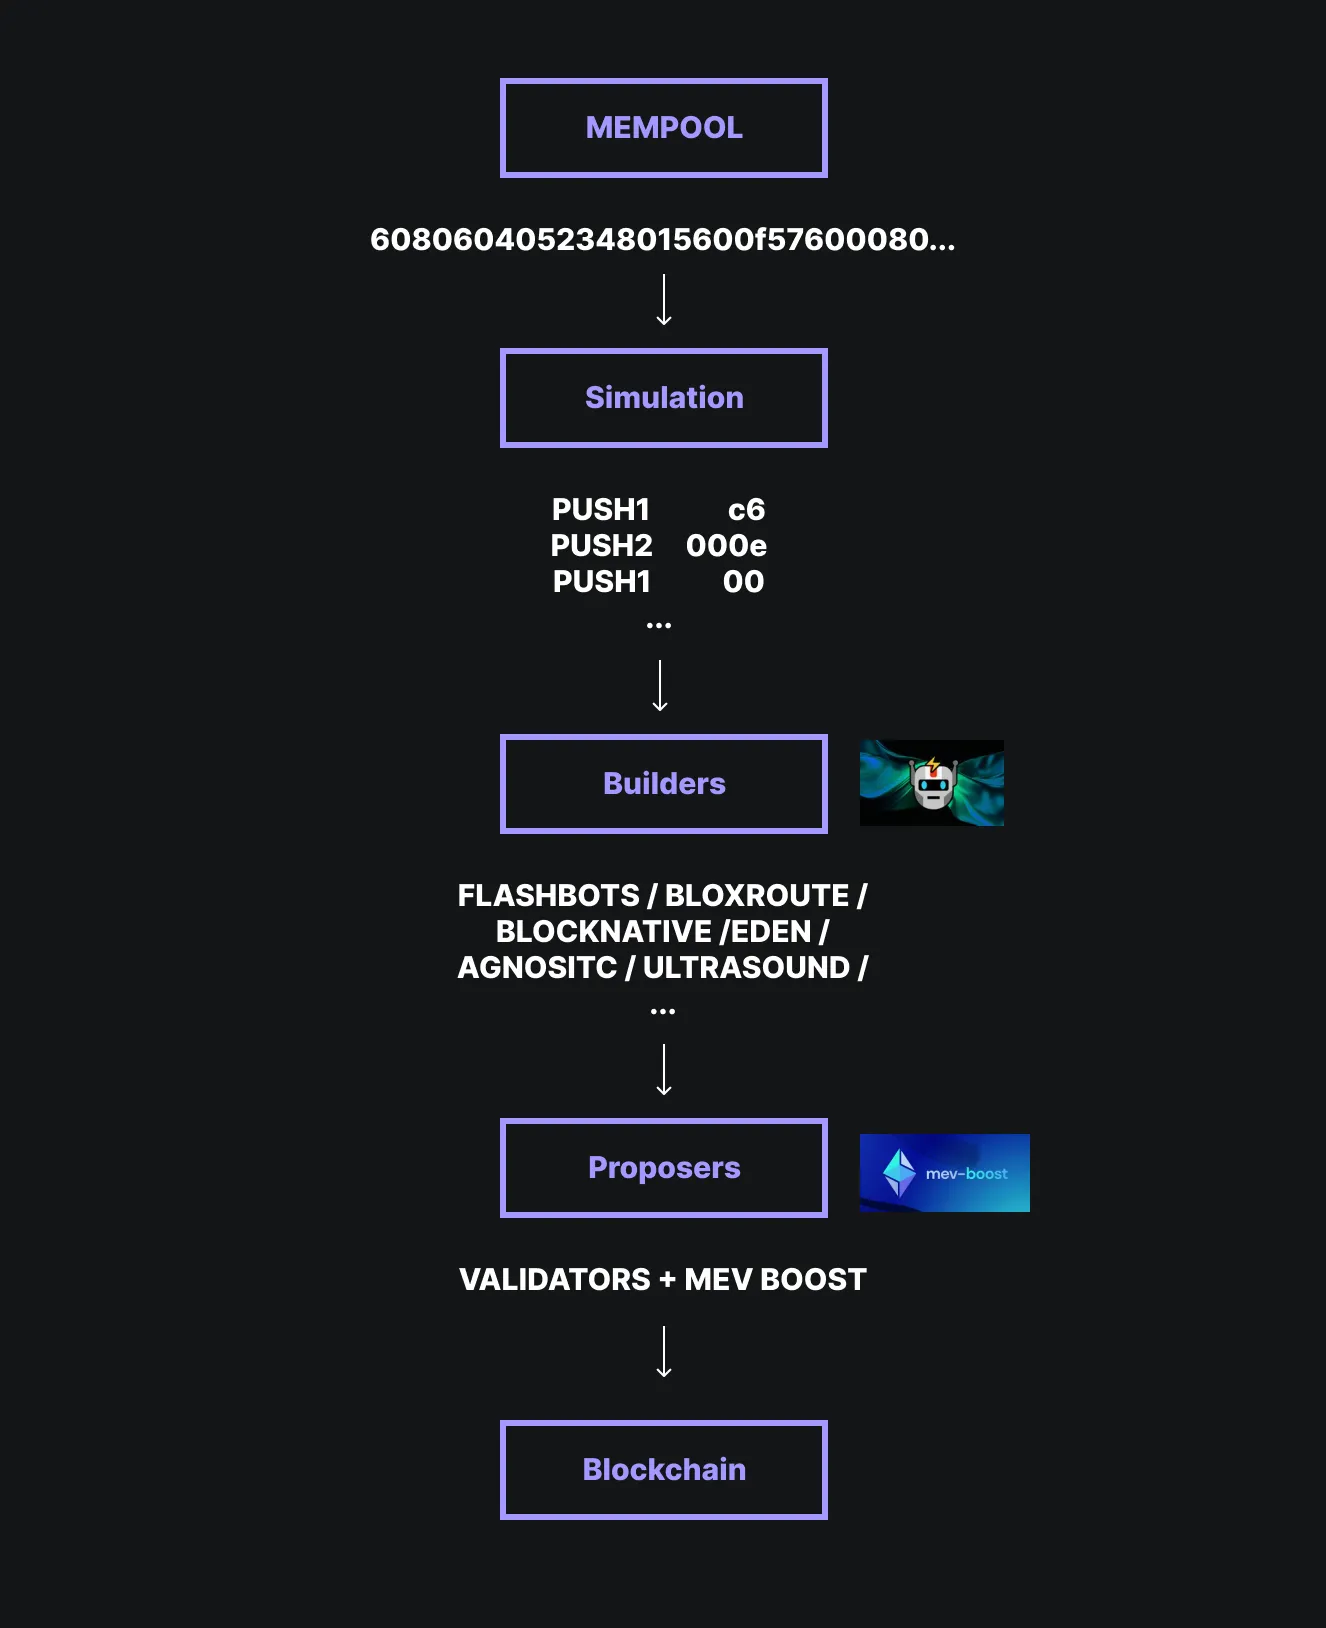 MEMPOOL
6080604052348015600f57600080...
Simulation
PUSH1 c6
PUSH2 000e
PUSH1 00
...
Builders
FLASHBOTS / BLOXROUTE /
BLOCKNATIVE /EDEN /
AGNOSITC / ULTRASOUND /
...
Proposers
mev-boost
VALIDATORS + MEV BOOST
Blockchain